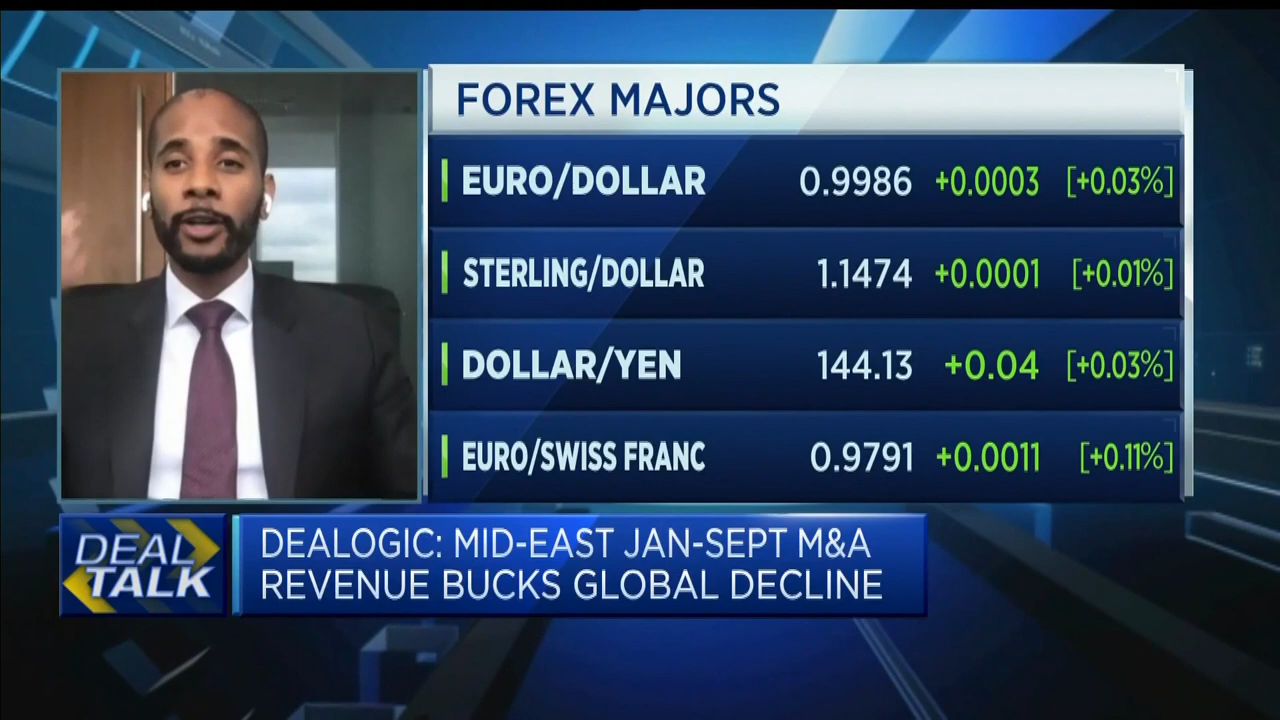 FOREX MAJORS
EURO/DOLLAR 0.9986 +0.0003 [+0.03%]
STERLING/DOLLAR 1.1474 +0.0001 [+0.01%]
DOLLAR/YEN 144.13 +0.04 [+0.03%]
EURO/SWISS FRANC 0.9791 +0.0011 [+0.11%]
DEAL
TALK
DEALOGIC: MID-EAST JAN-SEPT M&A
REVENUE BUCKS GLOBAL DECLINE